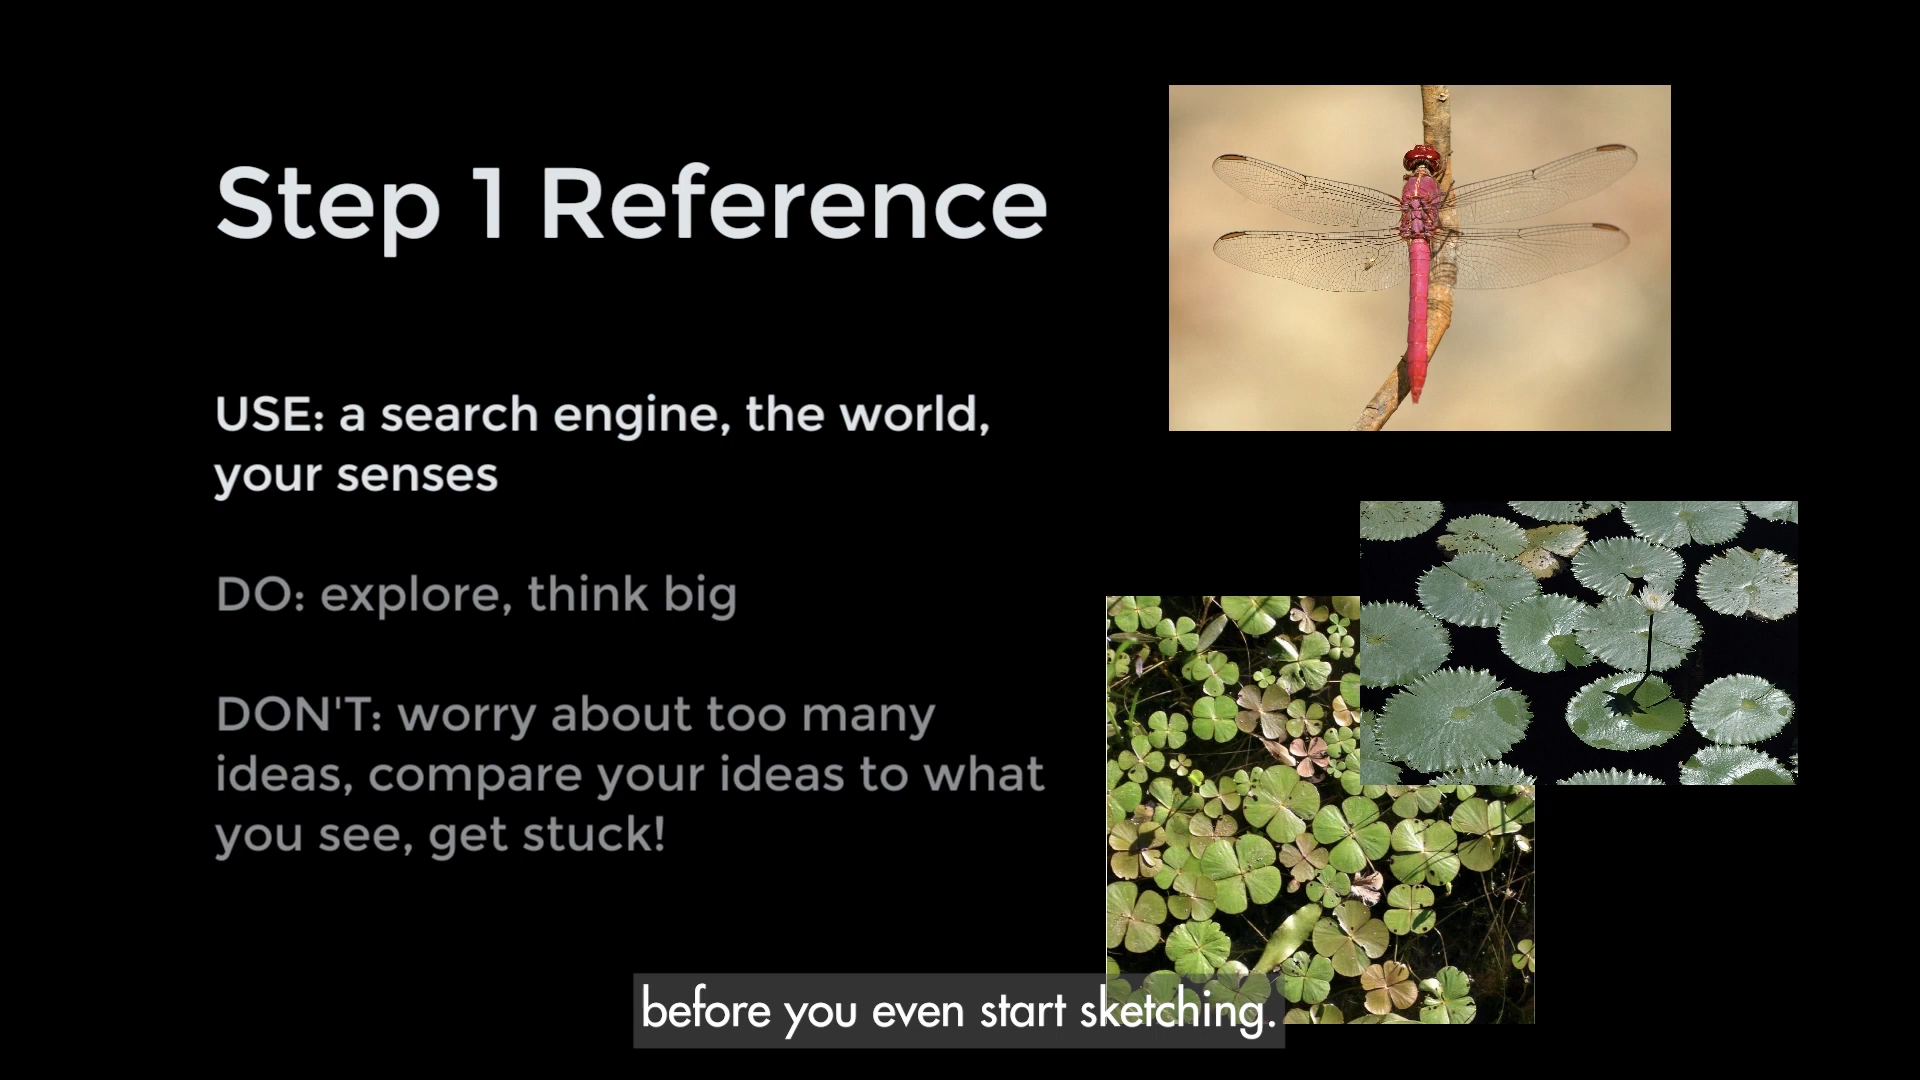 Step 1 Reference
USE: a search engine, the world,
your senses
DO: explore, think big
DON'T: worry about too many
ideas, compare your ideas to what
you see, get stuck!
before you even start sketching.